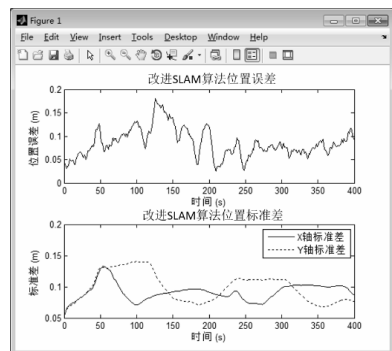 Figure 1
File Edit View Insert Tools Desktop Window Help
改进SLAM算法位置误差
0.2
0.15
0.1
0.05
0
位置误差 (m)
0 50 100 150 200 250 300 350 400
时间 (s)
改进SLAM算法位置标准差
0.2
0.15
0.1
0.05
标准差 (m)
X轴标准差
Y轴标准差
0 50 100 150 200 250 300 350 400
时间 (s)